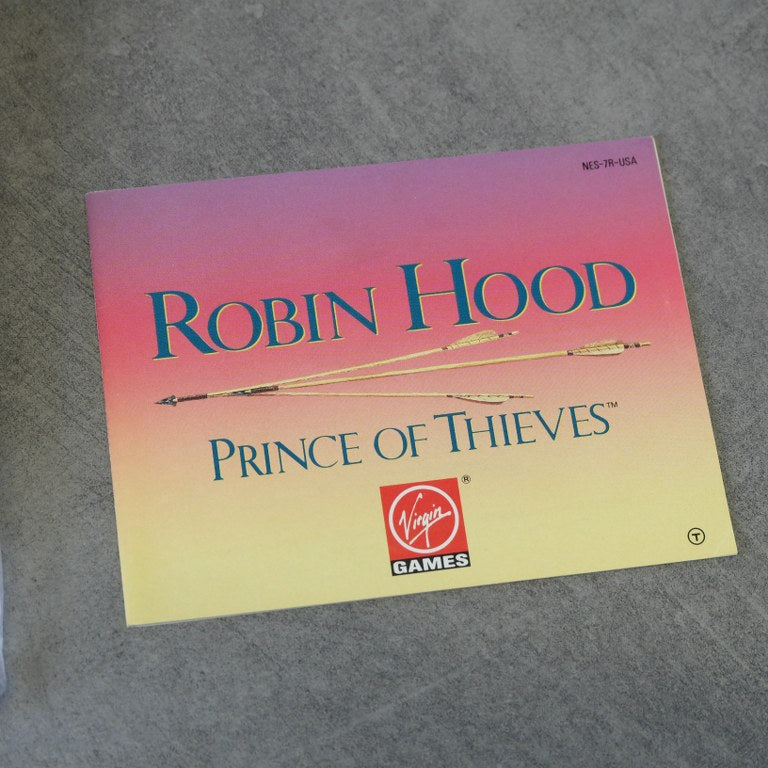 NES-7R-USA
ROBIN HOOD
PRINCE OF THIEVES™
Virgin®
GAMES
T